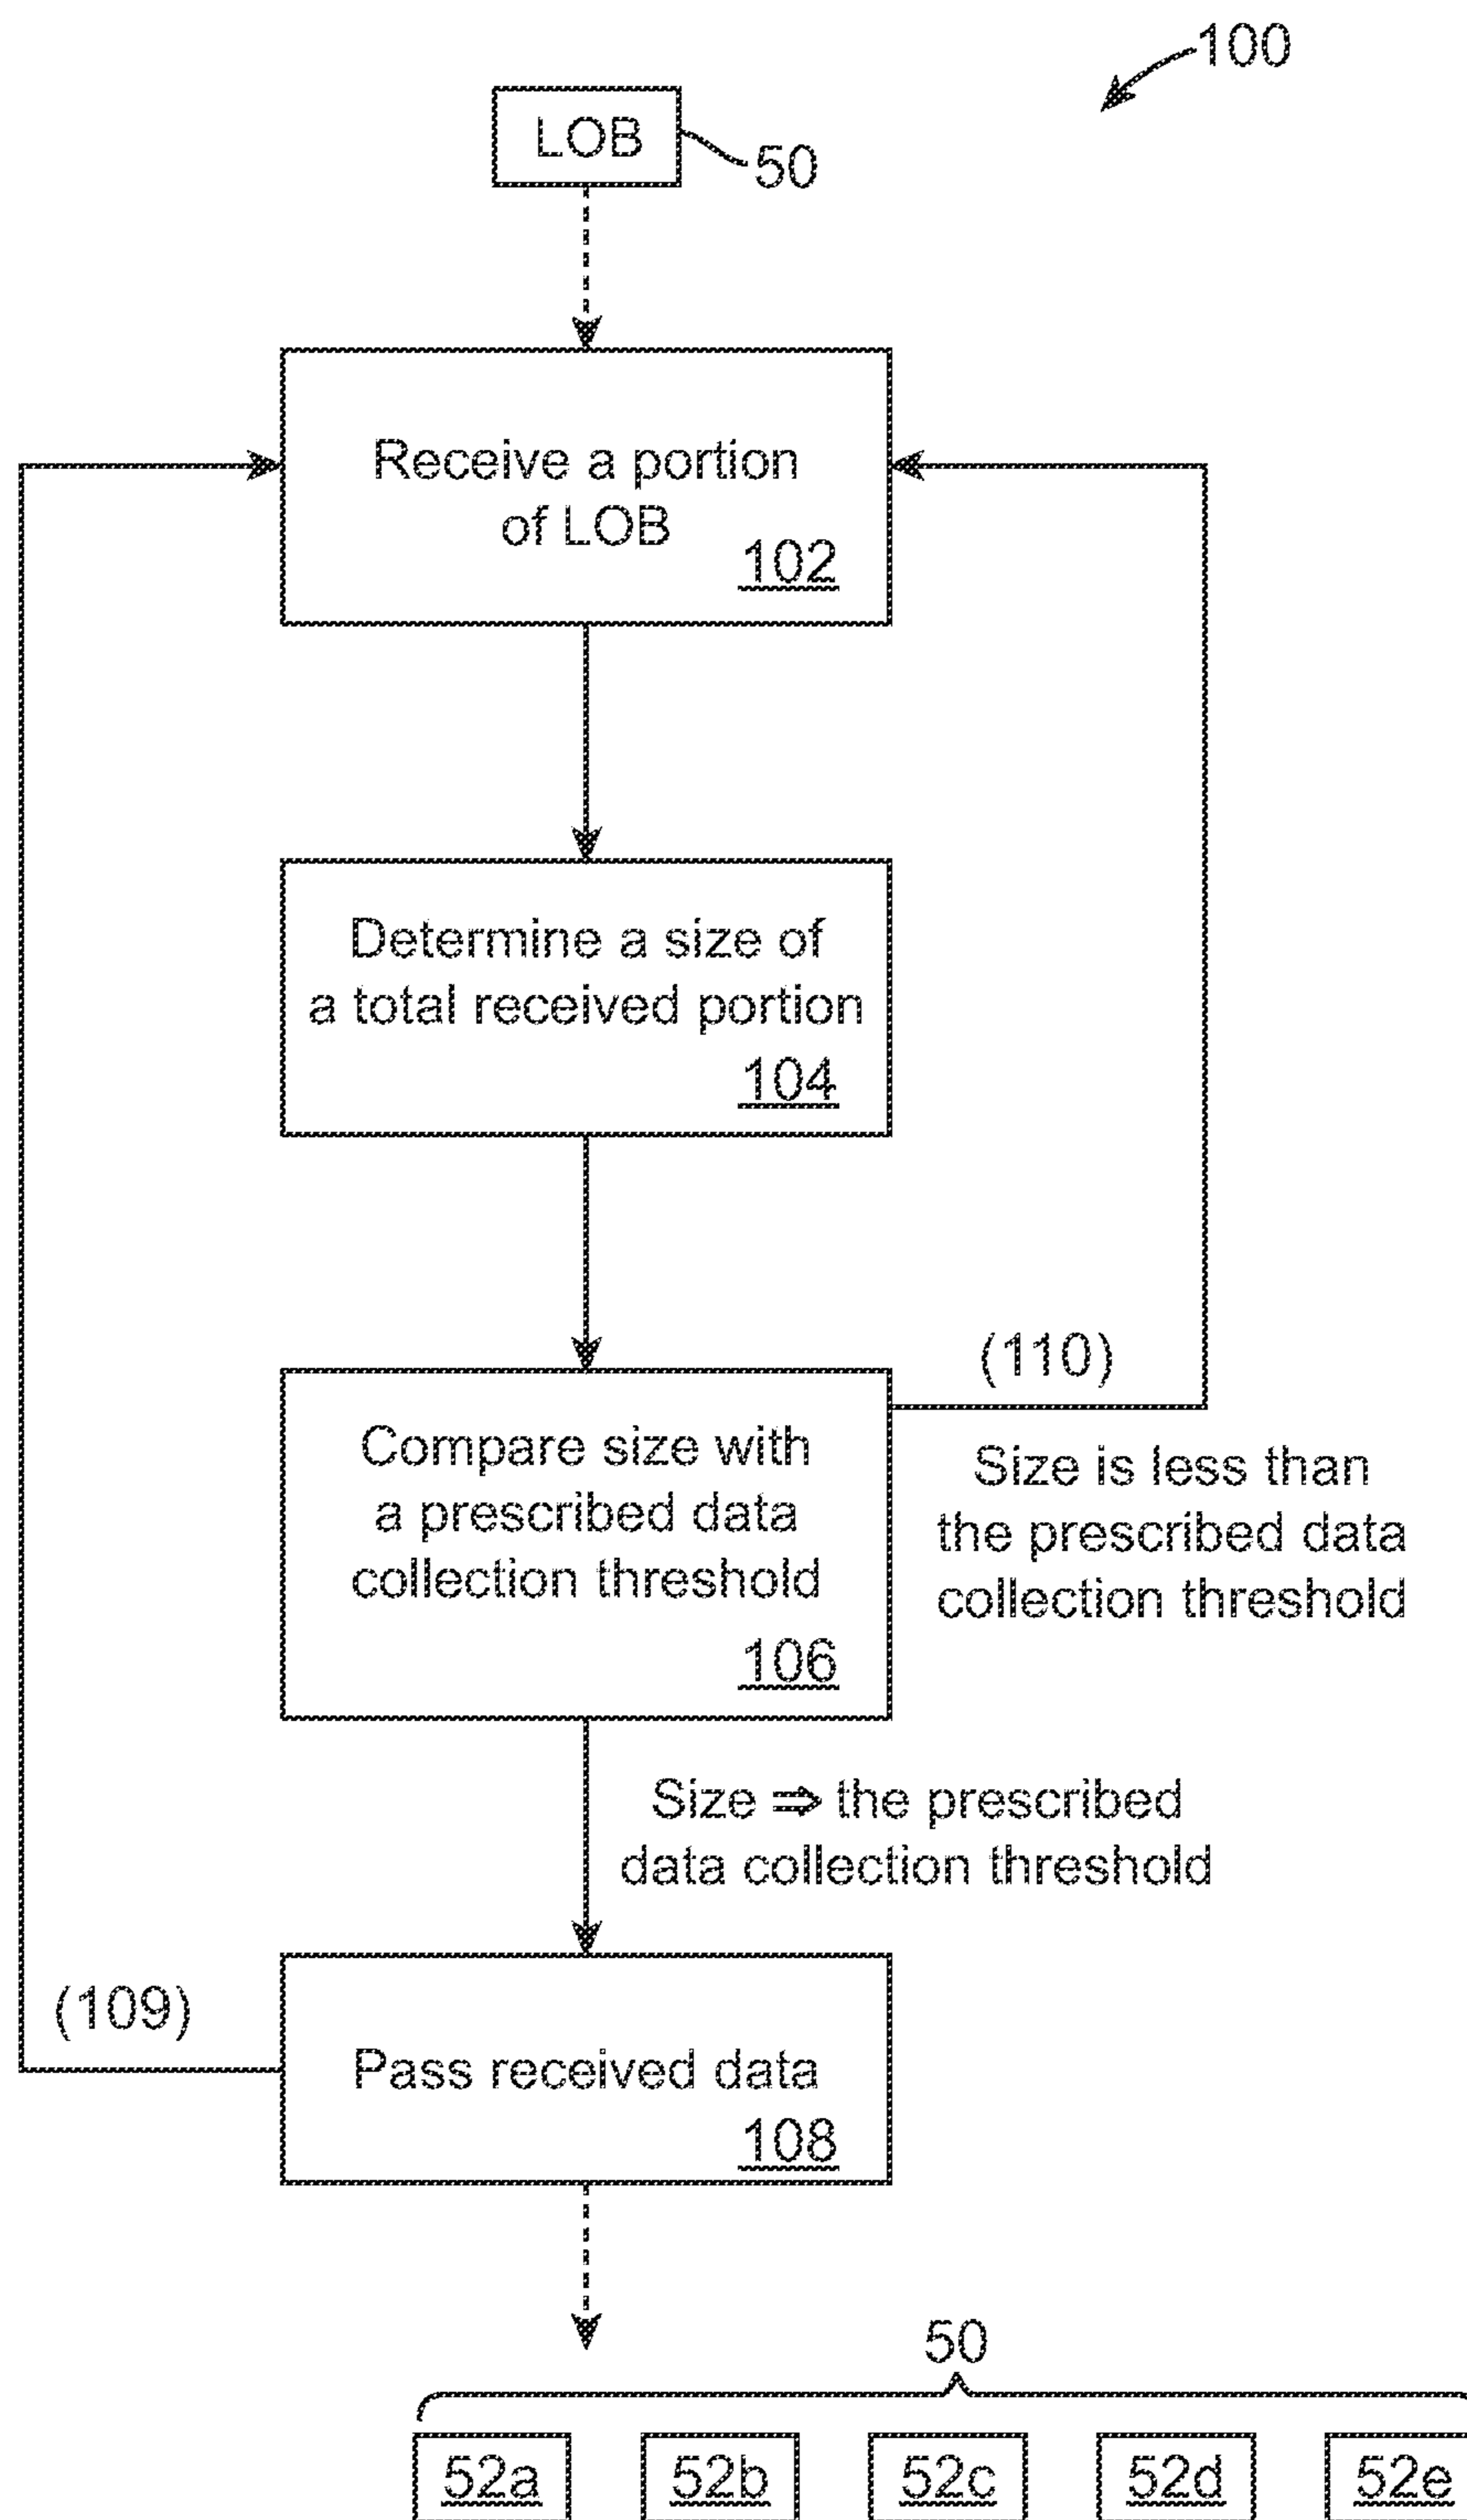 100
LOB
50
Receive a portion
of LOB
102
Determine a size of
a total received portion
104
(110)
Compare size with
a prescribed data
collection threshold
106
Size is less than
the prescribed data
collection threshold
Size ⇒ the prescribed
data collection threshold
(109)
Pass received data
108
50
52a 52b 52c 52d 52e